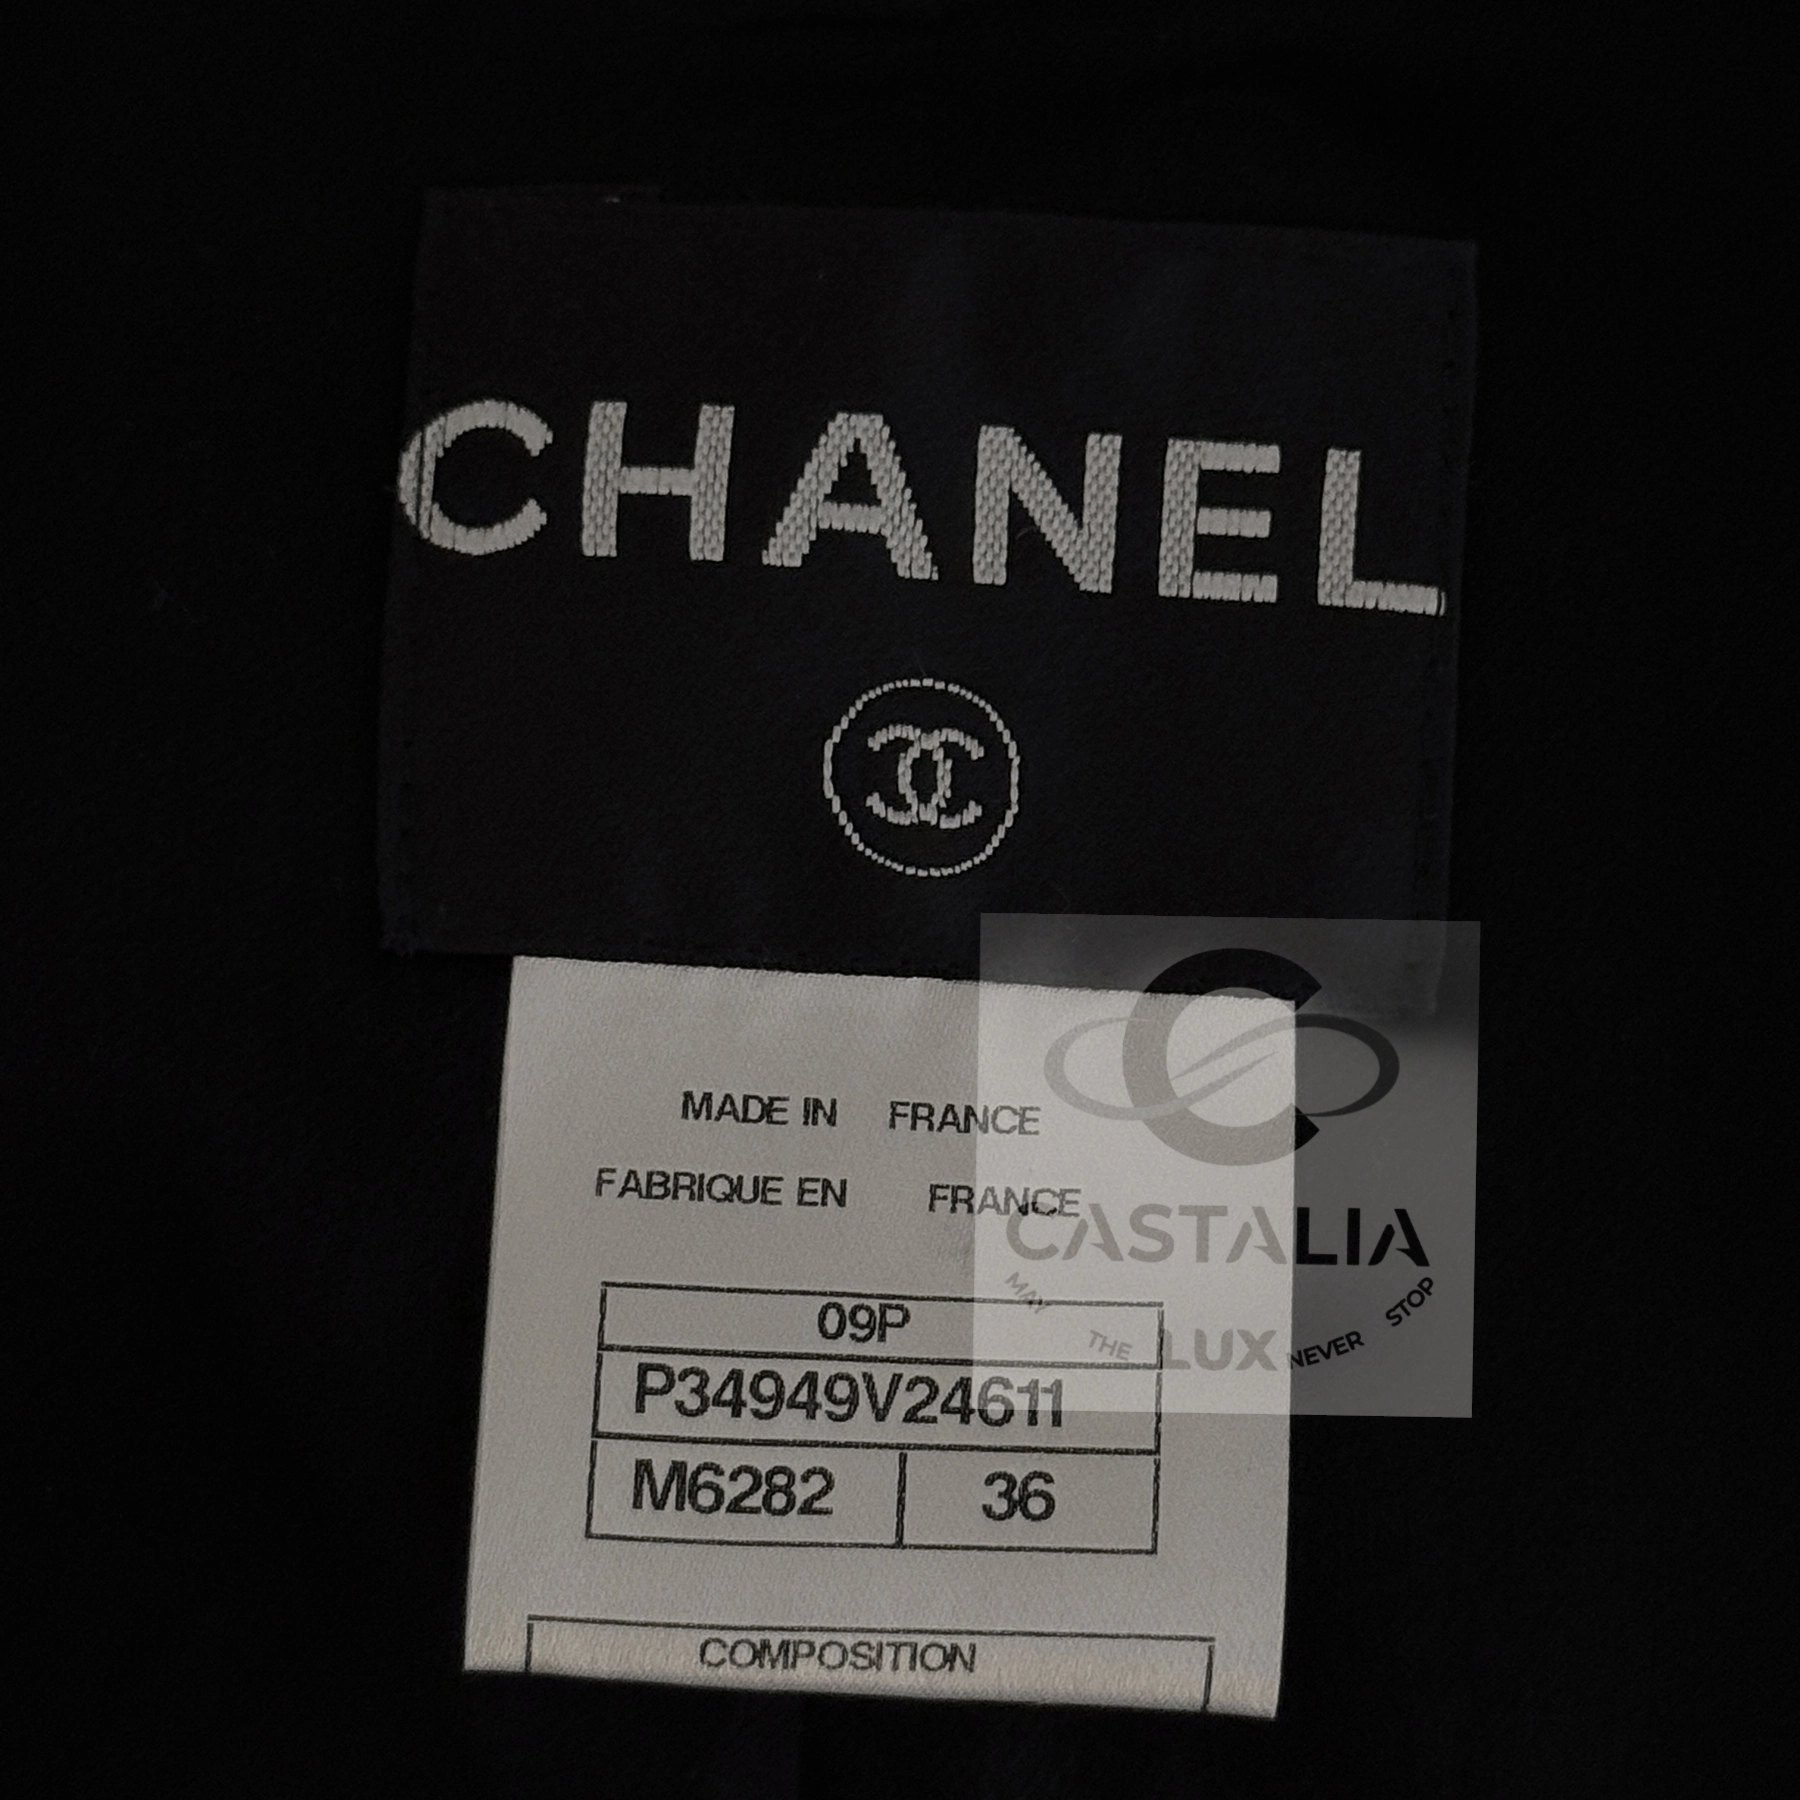 CHANEL
MADE IN FRANCE
FABRIQUE EN FRANCE
CASTALIA
MAY THE LUX NEVER STOP
09P
P34949V24611
M6282 36
COMPOSITION